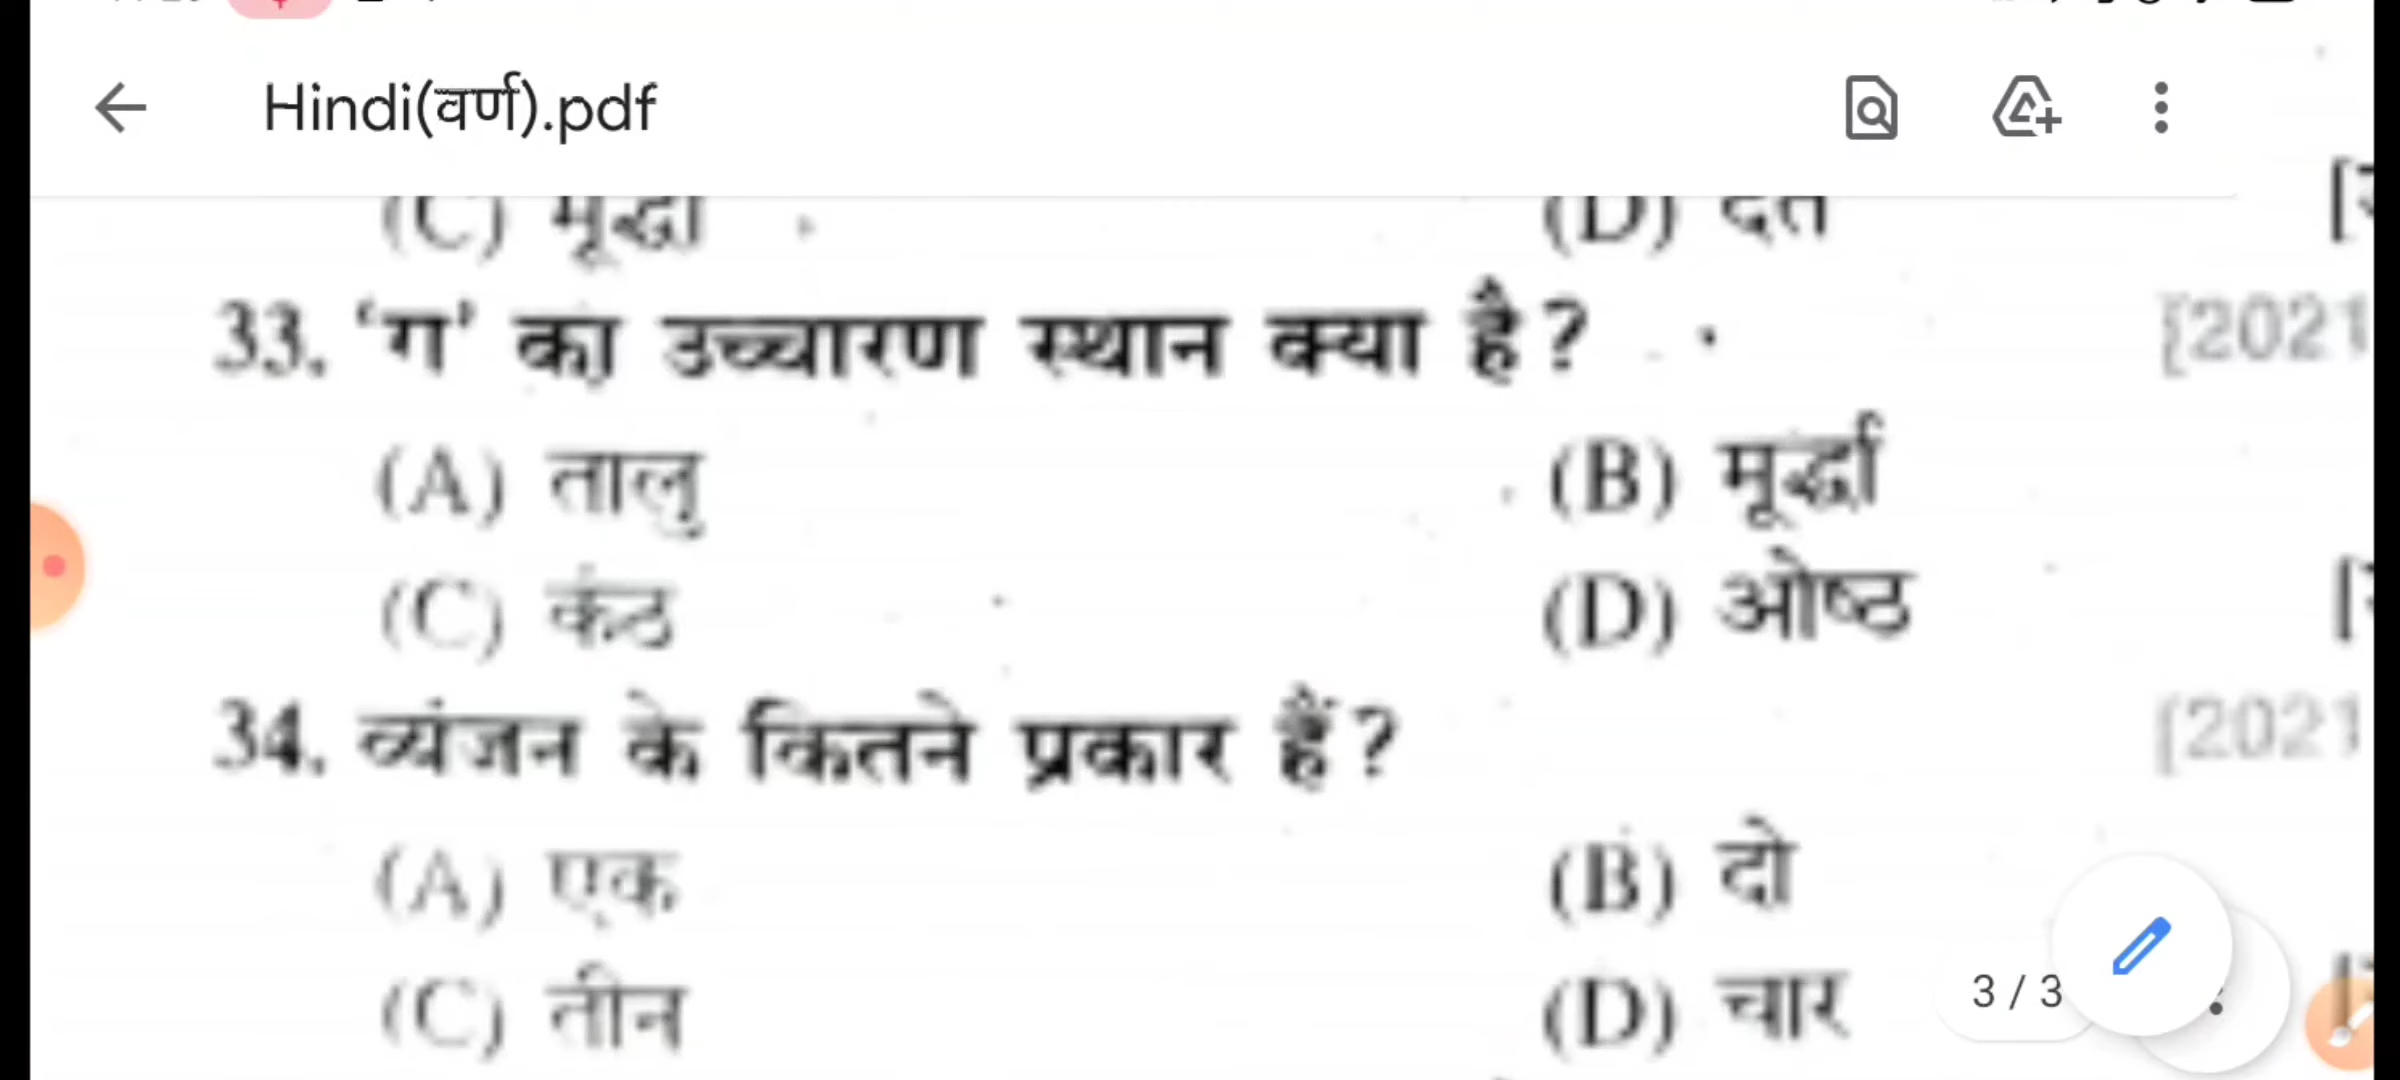 Hindi(वर्ण).pdf
(C) मूर्द्धा (D) दंत
33. ‘ग’ का उच्चारण स्थान क्या है? [2021
(A) तालु (B) मूर्द्धा
(C) कंठ (D) ओष्ठ
34. व्यंजन के कितने प्रकार हैं? [2021
(A) एक (B) दो
(C) तीन (D) चार
3 / 3